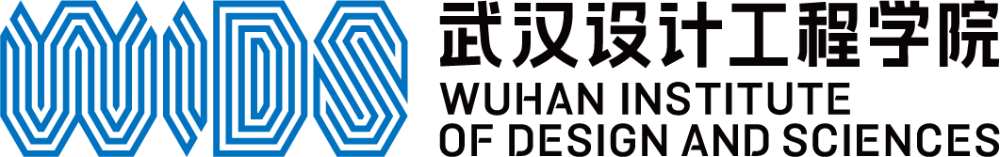 WIDS
武汉设计工程学院
WUHAN INSTITUTE
OF DESIGN AND SCIENCES